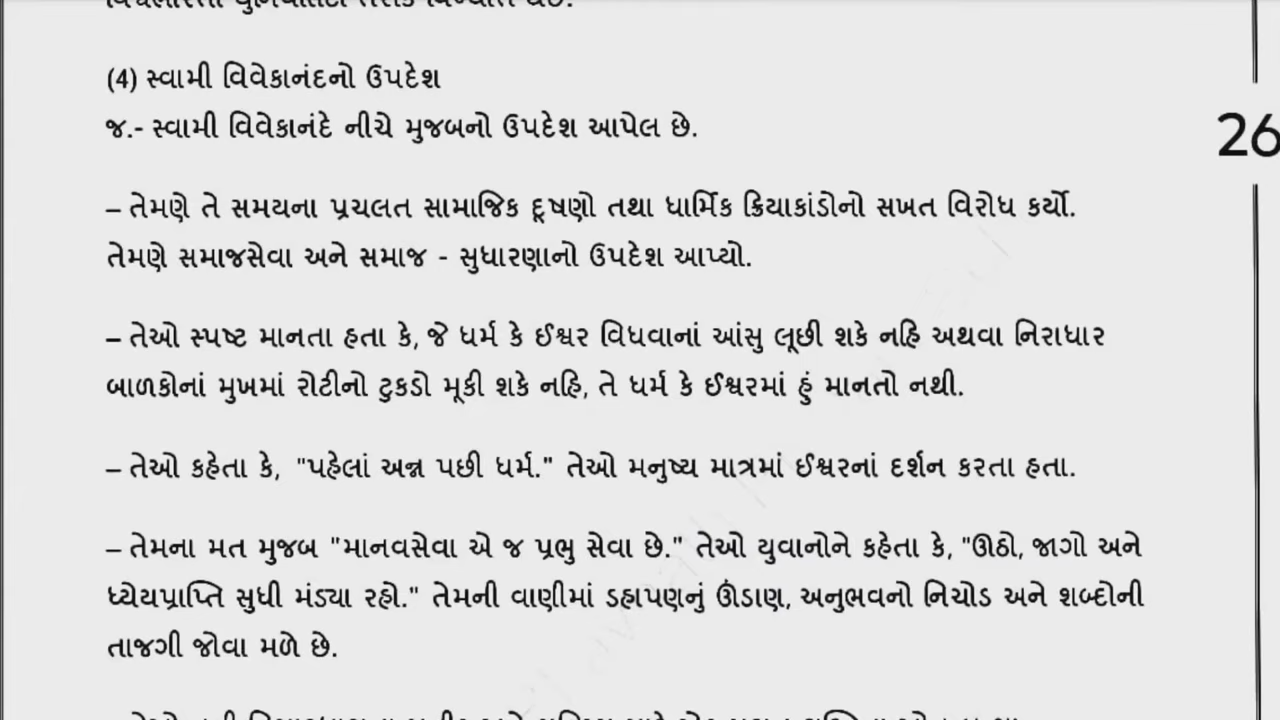 (4) સ્વામી વિવેકાનંદનો ઉપદેશ
જ.- સ્વામી વિવેકાનંદે નીચે મુજબનો ઉપદેશ આપેલ છે.
26
– તેમણે તે સમયના પ્રચલત સામાજિક દૂષણો તથા ધાર્મિક ક્રિયાકાંડોનો સખત વિરોધ કર્યો.
તેમણે સમાજસેવા અને સમાજ - સુધારણાનો ઉપદેશ આપ્યો.
– તેઓ સ્પષ્ટ માનતા હતા કે, જે ધર્મ કે ઈશ્વર વિધવાનાં આંસુ લૂછી શકે નહિ અથવા નિરાધાર
બાળકોનાં મુખમાં રોટીનો ટુકડો મૂકી શકે નહિ, તે ધર્મ કે ઈશ્વરમાં હું માનતો નથી.
– તેઓ કહેતા કે, "પહેલાં અન્ન પછી ધર્મ." તેઓ મનુષ્ય માત્રમાં ઈશ્વરનાં દર્શન કરતા હતા.
– તેમના મત મુજબ "માનવસેવા એ જ પ્રભુ સેવા છે." તેઓ યુવાનોને કહેતા કે, "ઊઠો, જાગો અને
ધ્યેયપ્રાપ્તિ સુધી મંડ્યા રહો." તેમની વાણીમાં ડહાપણનું ઊંડાણ, અનુભવનો નિચોડ અને શબ્દોની
તાજગી જોવા મળે છે.